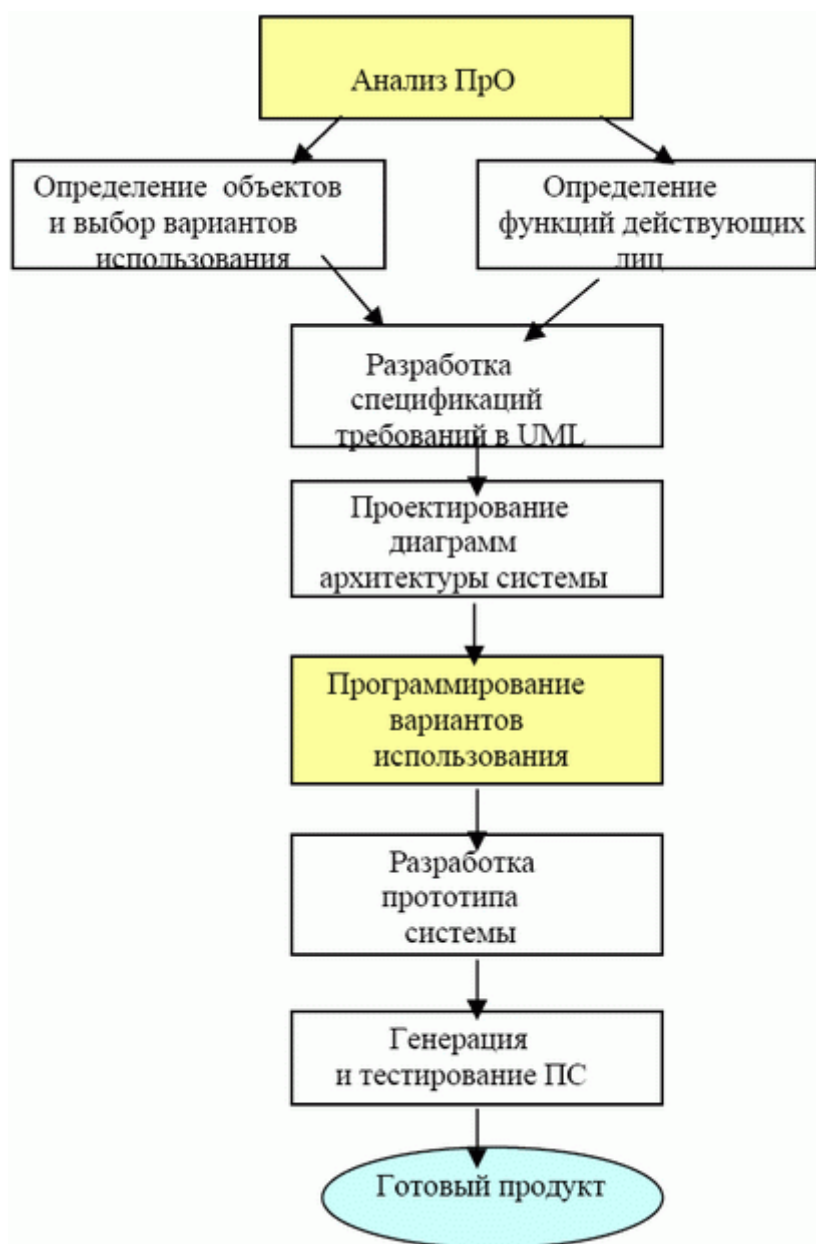 Анализ ПрО
Определение объектов
и выбор вариантов
использования
Определение
функций действующих
лиц
Разработка
спецификаций
требований в UML
Проектирование
диаграмм
архитектуры системы
Программирование
вариантов
использования
Разработка
прототипа
системы
Генерация
и тестирование ПС
Готовый продукт